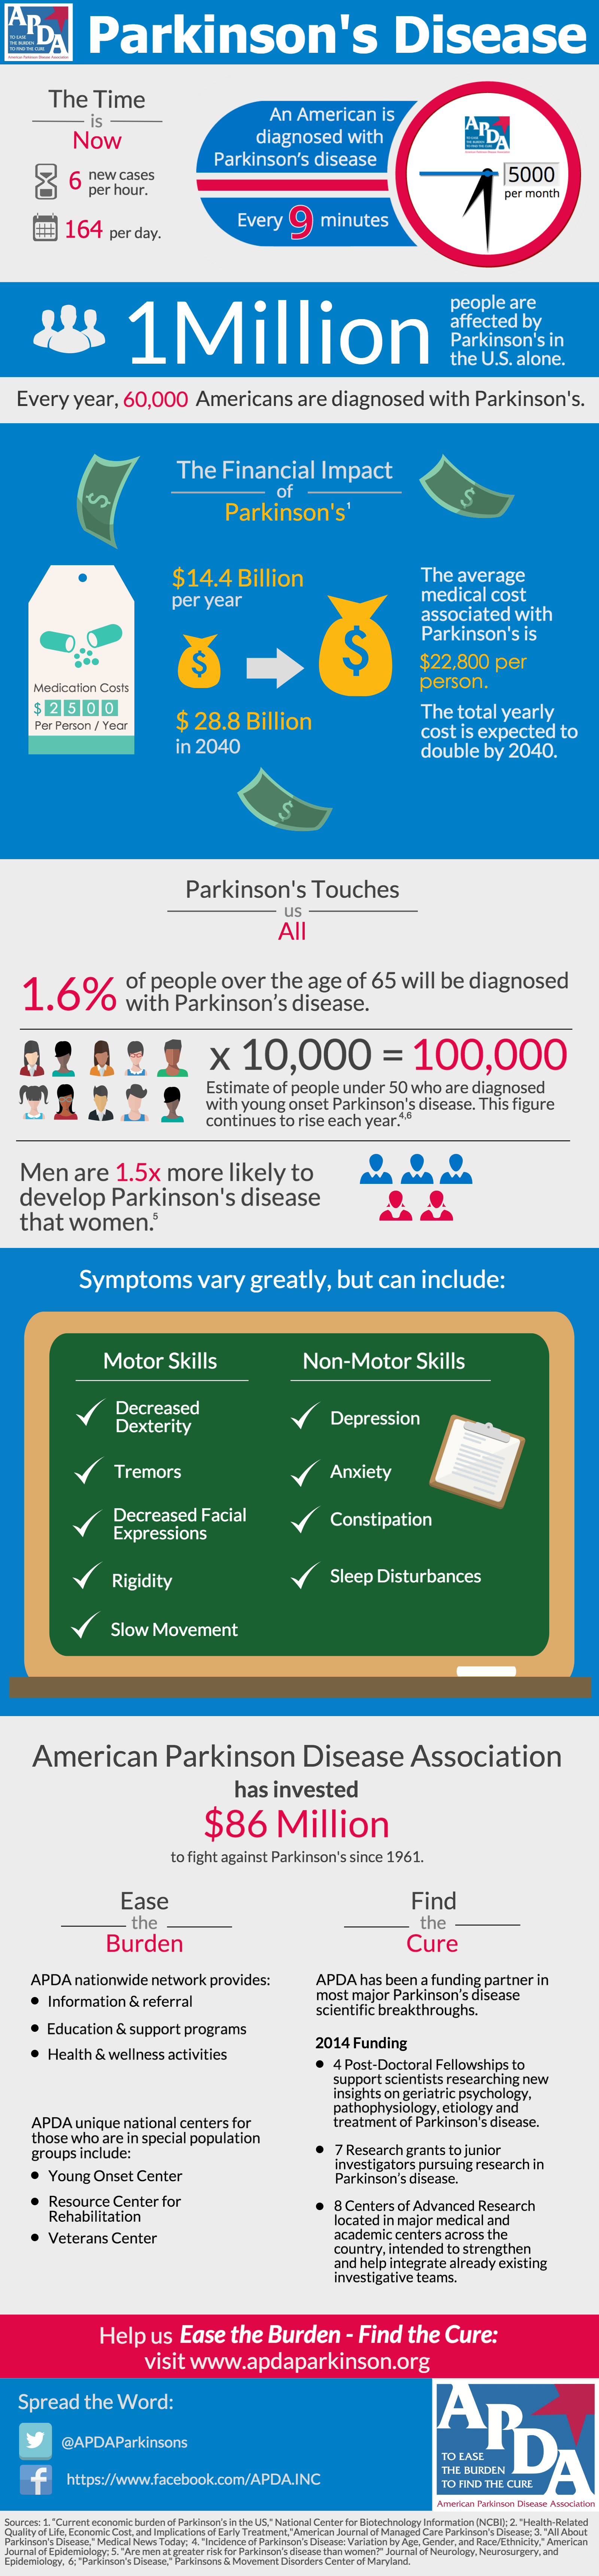 APDA
TO EASE
THE BURDEN
TO FIND THE CURE
American Parkinson Disease Association
Parkinson's Disease
The Time
is
Now
6 new cases
per hour.
164 per day.
An American is
diagnosed with
Parkinson's disease
Every 9 minutes
APDA
5000
per month
1Million
people are
affected by
Parkinson's in
the U.S. alone.
Every year, 60,000 Americans are diagnosed with Parkinson's.
The Financial Impact
of
Parkinson's¹
$14.4 Billion
per year
$ 28.8 Billion
in 2040
Medication Costs
$ 2 5 0 0
Per Person / Year
The average
medical cost
associated with
Parkinson's is
$22,800 per
person.
The total yearly
cost is expected to
double by 2040.
Parkinson's Touches
us
All
1.6% of people over the age of 65 will be diagnosed
with Parkinson's disease.
x 10,000 = 100,000
Estimate of people under 50 who are diagnosed
with young onset Parkinson's disease. This figure
continues to rise each year.⁴,⁶
Men are 1.5x more likely to
develop Parkinson's disease
that women.⁵
Symptoms vary greatly, but can include:
Motor Skills
Decreased
Dexterity
Tremors
Decreased Facial
Expressions
Rigidity
Slow Movement
Non-Motor Skills
Depression
Anxiety
Constipation
Sleep Disturbances
American Parkinson Disease Association
has invested
$86 Million
to fight against Parkinson's since 1961.
Ease
the
Burden
APDA nationwide network provides:
• Information & referral
• Education & support programs
• Health & wellness activities
APDA unique national centers for
those who are in special population
groups include:
• Young Onset Center
• Resource Center for
Rehabilitation
• Veterans Center
Find
the
Cure
APDA has been a funding partner in
most major Parkinson's disease
scientific breakthroughs.
2014 Funding
• 4 Post-Doctoral Fellowships to
support scientists researching new
insights on geriatric psychology,
pathophysiology, etiology and
treatment of Parkinson's disease.
• 7 Research grants to junior
investigators pursuing research in
Parkinson's disease.
• 8 Centers of Advanced Research
located in major medical and
academic centers across the
country, intended to strengthen
and help integrate already existing
investigative teams.
Help us Ease the Burden - Find the Cure:
visit www.apdaparkinson.org
Spread the Word:
@APDAParkinsons
https://www.facebook.com/APDA.INC
APDA
TO EASE
THE BURDEN
TO FIND THE CURE
American Parkinson Disease Association
Sources: 1. "Current economic burden of Parkinson's in the US," National Center for Biotechnology Information (NCBI); 2. "Health-Related
Quality of Life, Economic Cost, and Implications of Early Treatment,"American Journal of Managed Care Parkinson's Disease; 3. "All About
Parkinson's Disease," Medical News Today; 4. "Incidence of Parkinson's Disease: Variation by Age, Gender, and Race/Ethnicity," American
Journal of Epidemiology; 5. "Are men at greater risk for Parkinson's disease than women?" Journal of Neurology, Neurosurgery, and
Epidemiology, 6; "Parkinson's Disease," Parkinsons & Movement Disorders Center of Maryland.